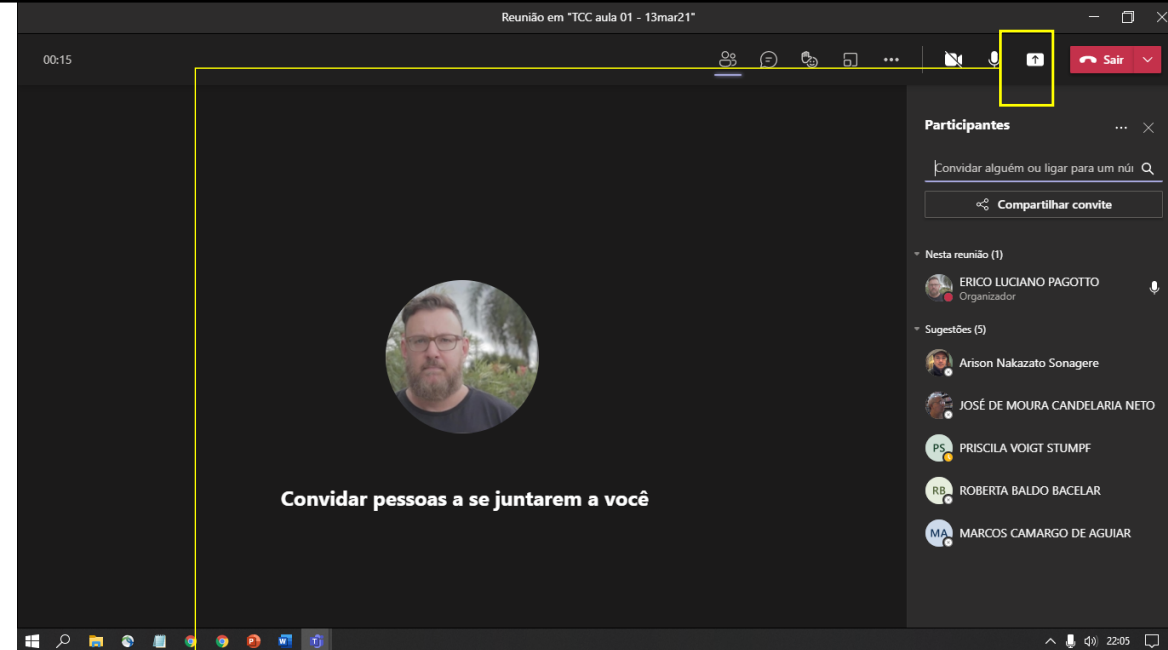 Reunião em "TCC aula 01 - 13mar21"
00:15
Sair
Participantes
Convidar alguém ou ligar para um núi
Compartilhar convite
Nesta reunião (1)
ERICO LUCIANO PAGOTTO
Organizador
Sugestões (5)
Arison Nakazato Sonagere
JOSÉ DE MOURA CANDELARIA NETO
PS PRISCILA VOIGT STUMPF
RB ROBERTA BALDO BACELAR
MA MARCOS CAMARGO DE AGUIAR
Convidar pessoas a se juntarem a você
22:05